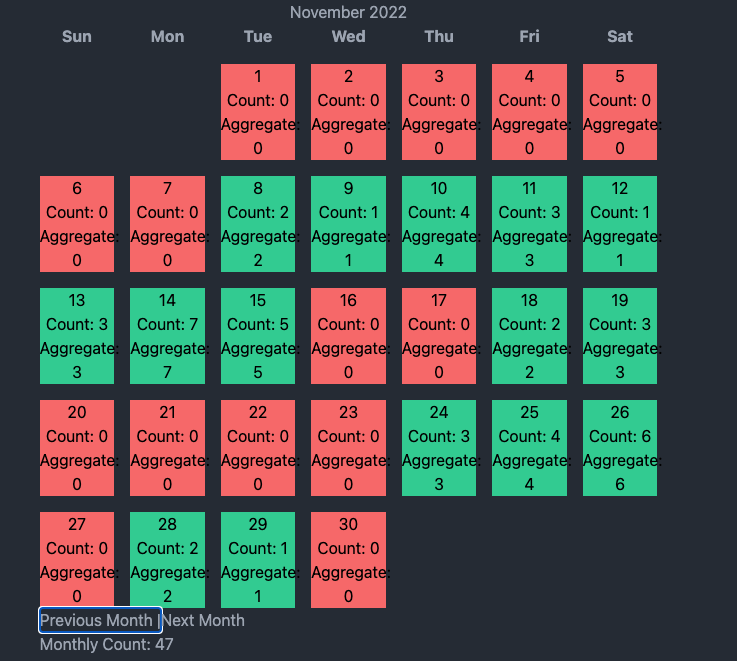 November 2022
Sun Mon Tue Wed Thu Fri Sat
1 2 3 4 5
Count: 0 Count: 0 Count: 0 Count: 0 Count: 0
Aggregate: Aggregate: Aggregate: Aggregate: Aggregate:
0 0 0 0 0
6 7 8 9 10 11 12
Count: 0 Count: 0 Count: 2 Count: 1 Count: 4 Count: 3 Count: 1
Aggregate: Aggregate: Aggregate: Aggregate: Aggregate: Aggregate: Aggregate:
0 0 2 1 4 3 1
13 14 15 16 17 18 19
Count: 3 Count: 7 Count: 5 Count: 0 Count: 0 Count: 2 Count: 3
Aggregate: Aggregate: Aggregate: Aggregate: Aggregate: Aggregate: Aggregate:
3 7 5 0 0 2 3
20 21 22 23 24 25 26
Count: 0 Count: 0 Count: 0 Count: 0 Count: 3 Count: 4 Count: 6
Aggregate: Aggregate: Aggregate: Aggregate: Aggregate: Aggregate: Aggregate:
0 0 0 0 3 4 6
27 28 29 30
Count: 0 Count: 2 Count: 1 Count: 0
Aggregate: Aggregate: Aggregate: Aggregate:
0 2 1 0
Previous Month |Next Month
Monthly Count: 47